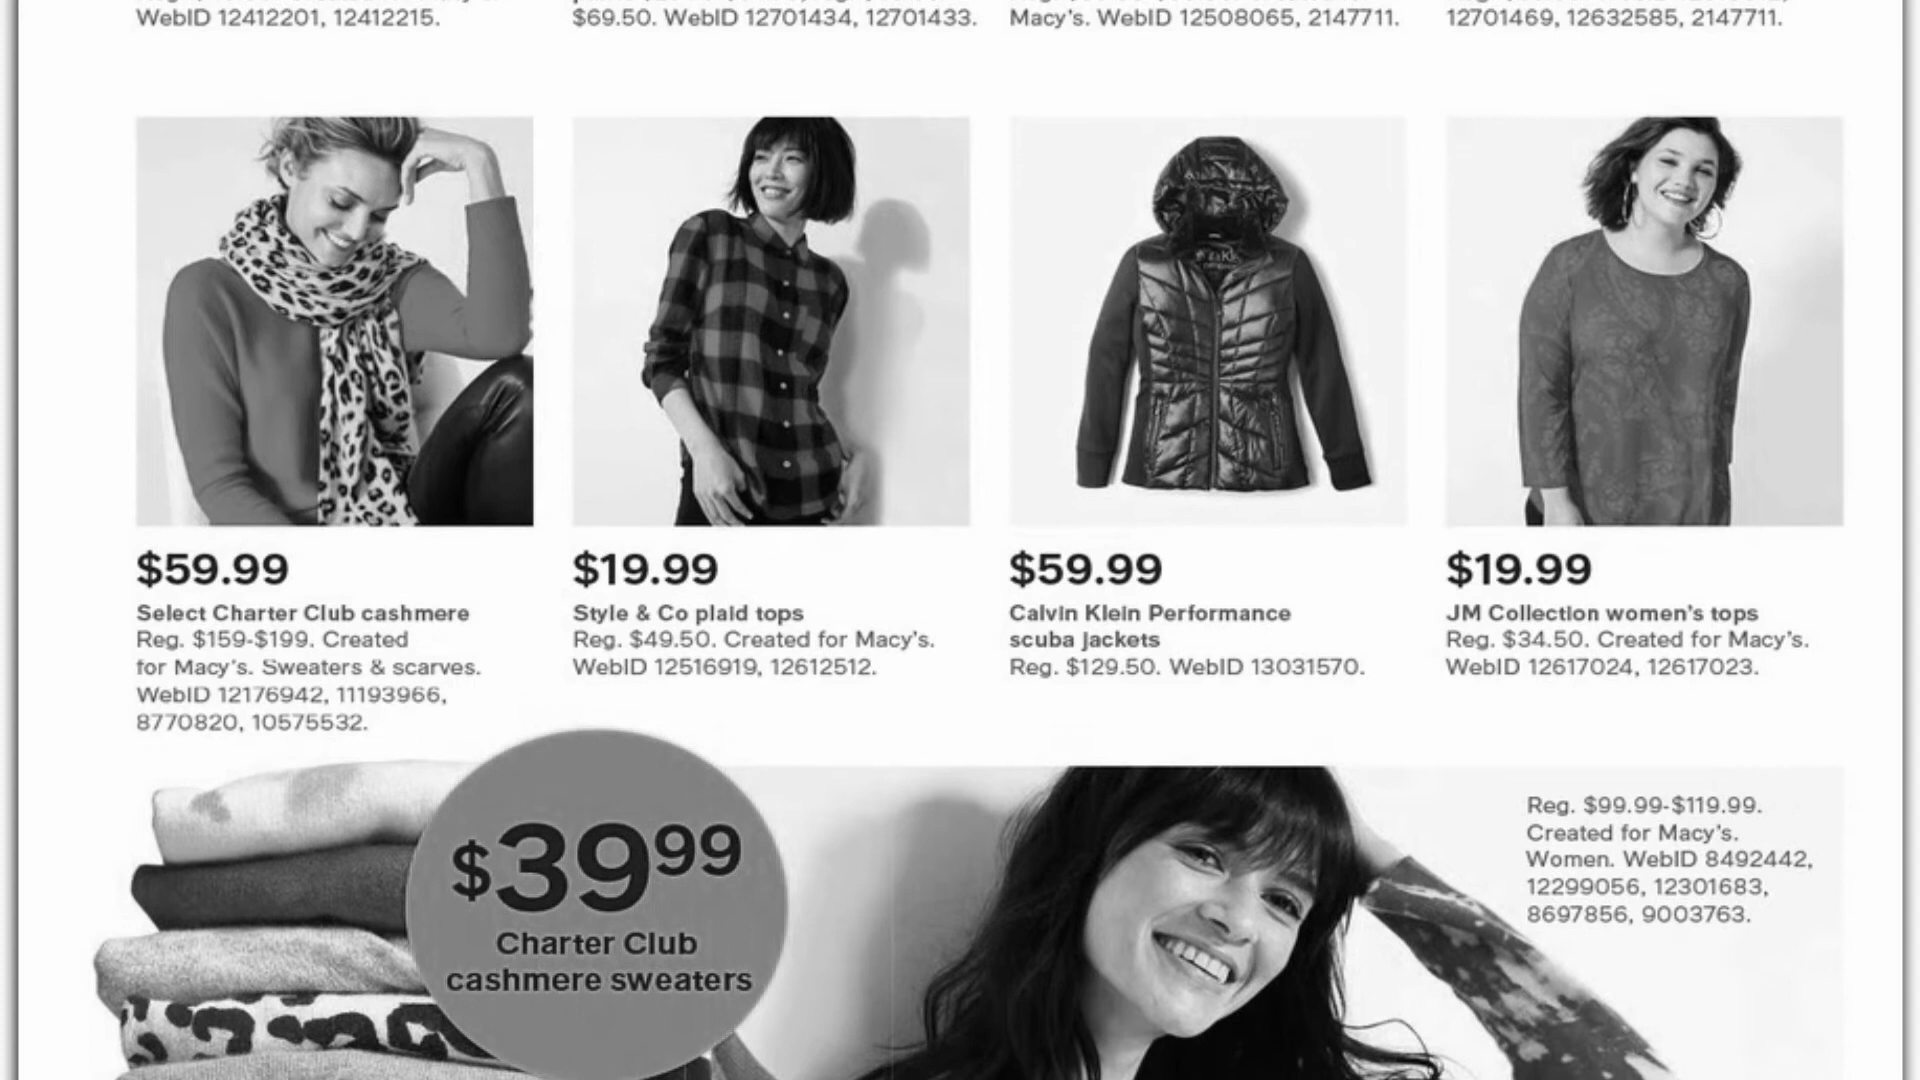 WebID 12412201, 12412215.
$69.50. WebID 12701434, 12701433.
Macy's. WebID 12508065, 2147711.
12701469, 12632585, 2147711.
$59.99
Select Charter Club cashmere
Reg. $159-$199. Created
for Macy's. Sweaters & scarves.
WebID 12176942, 11193966,
8770820, 10575532.
$19.99
Style & Co plaid tops
Reg. $49.50. Created for Macy's.
WebID 12516919, 12612512.
$59.99
Calvin Klein Performance
scuba jackets
Reg. $129.50. WebID 13031570.
$19.99
JM Collection women's tops
Reg. $34.50. Created for Macy's.
WebID 12617024, 12617023.
$39.99
Charter Club
cashmere sweaters
Reg. $99.99-$119.99.
Created for Macy's.
Women. WebID 8492442,
12299056, 12301683,
8697856, 9003763.